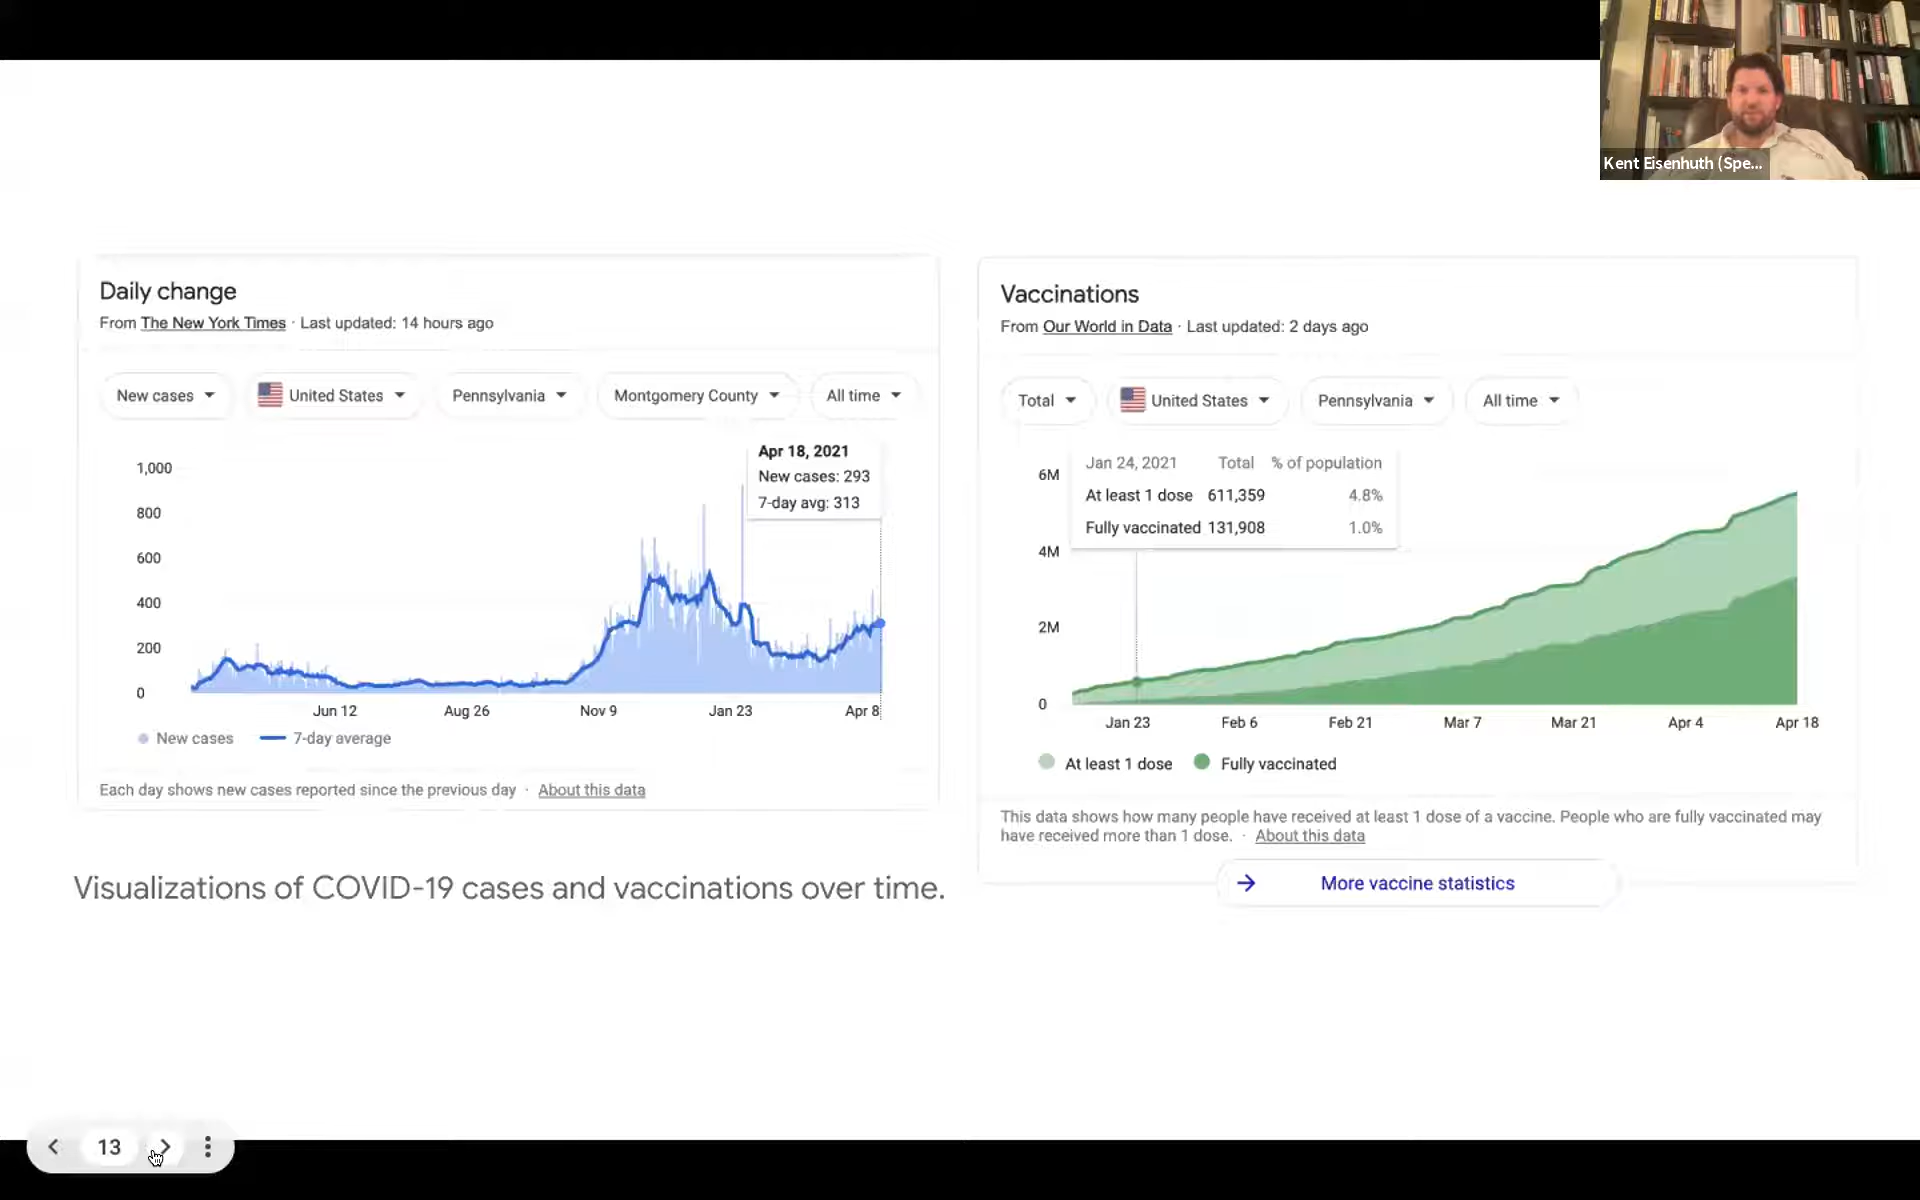 Kent Eisenhuth (Spe...
Daily change
From The New York Times · Last updated: 14 hours ago
New cases
United States
Pennsylvania
Montgomery County
All time
Apr 18, 2021
New cases: 293
7-day avg: 313
1,000
800
600
400
200
0
Jun 12
Aug 26
Nov 9
Jan 23
Apr 8
New cases
7-day average
Each day shows new cases reported since the previous day · About this data
Vaccinations
From Our World in Data · Last updated: 2 days ago
Total
United States
Pennsylvania
All time
Jan 24, 2021 Total % of population
At least 1 dose 611,359 4.8%
Fully vaccinated 131,908 1.0%
6M
4M
2M
0
Jan 23
Feb 6
Feb 21
Mar 7
Mar 21
Apr 4
Apr 18
At least 1 dose
Fully vaccinated
This data shows how many people have received at least 1 dose of a vaccine. People who are fully vaccinated may
have received more than 1 dose. · About this data
More vaccine statistics
Visualizations of COVID-19 cases and vaccinations over time.
13